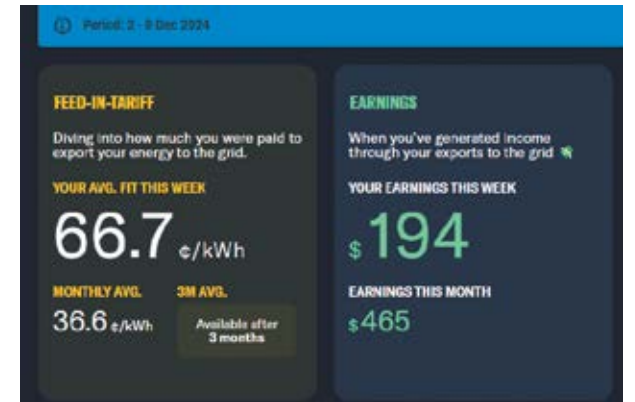 Period: 2 - 9 Dec 2024
FEED-IN-TARIFF
Diving into how much you were paid to
export your energy to the grid.
YOUR AVG. FIT THIS WEEK
66.7 ¢/kWh
MONTHLY AVG.
36.6 ¢/kWh
3M AVG.
Available after
3 months
EARNINGS
When you've generated income
through your exports to the grid
YOUR EARNINGS THIS WEEK
$194
EARNINGS THIS MONTH
$465